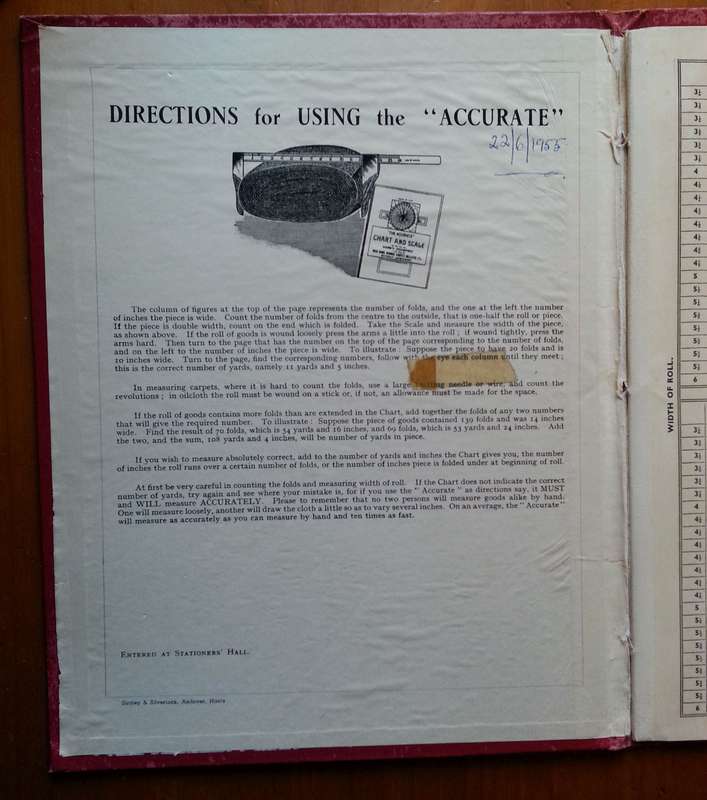 DIRECTIONS for USING the "ACCURATE"
22/6/1955
"THE ACCURATE"
CHART AND SCALE
The column of figures at the top of the page represents the number of folds, and the one at the left the number
of inches the piece is wide. Count the number of folds from the centre to the outside, that is one-half the roll or piece.
If the piece is double width, count on the end which is folded. Take the Scale and measure the width of the piece,
as shown above. If the roll of goods is wound loosely press the arms a little into the roll; if wound tightly, press the
arms hard. Then turn to the page that has the number on the top of the page corresponding to the number of folds,
and on the left to the number of inches the piece is wide. To illustrate: Suppose the piece to have 20 folds and is
10 inches wide. Turn to the page, find the corresponding numbers, follow with the eye each column until they meet;
this is the correct number of yards, namely 11 yards and 5 inches.
In measuring carpets, where it is hard to count the folds, use a large needle or wire, and count the
revolutions; in oilcloth the roll must be wound on a stick or, if not, an allowance must be made for the space.
If the roll of goods contains more folds than are extended in the Chart, add together the folds of any two numbers
that will give the required number. To illustrate: Suppose the piece of goods contained 139 folds and was 14 inches
wide. Find the result of 70 folds, which is 54 yards and 16 inches, and 69 folds, which is 53 yards and 24 inches. Add
the two, and the sum, 108 yards and 4 inches, will be number of yards in piece.
If you wish to measure absolutely correct, add to the number of yards and inches the Chart gives you, the number
of inches the roll runs over a certain number of folds, or the number of inches piece is folded under at beginning of roll.
At first be very careful in counting the folds and measuring width of roll. If the Chart does not indicate the correct
number of yards, try again and see where your mistake is, for if you use the "Accurate" as directions say, it MUST
and WILL measure ACCURATELY. Please to remember that no two persons will measure goods alike by hand.
One will measure loosely, another will draw the cloth a little so as to vary several inches. On an average, the "Accurate"
will measure as accurately as you can measure by hand and ten times as fast.
ENTERED AT STATIONERS' HALL.
& Silverlock, Andover, Hants
WIDTH OF ROLL.
4
5
6
4
5
6